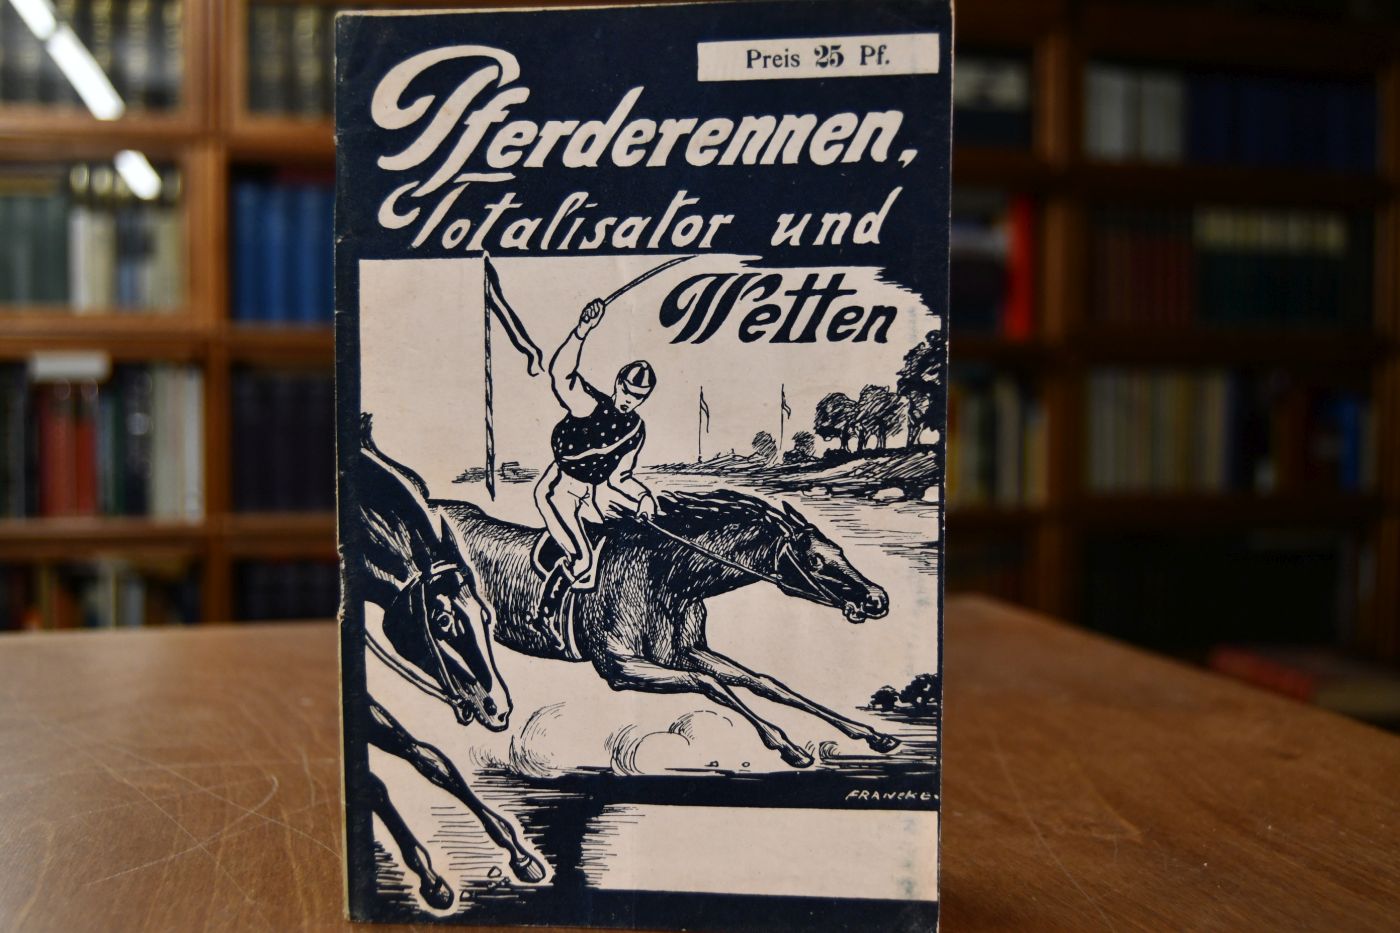 Preis 25 Pf.
Pferderennen,
Totalisator und
Wetten
FRANCKE.